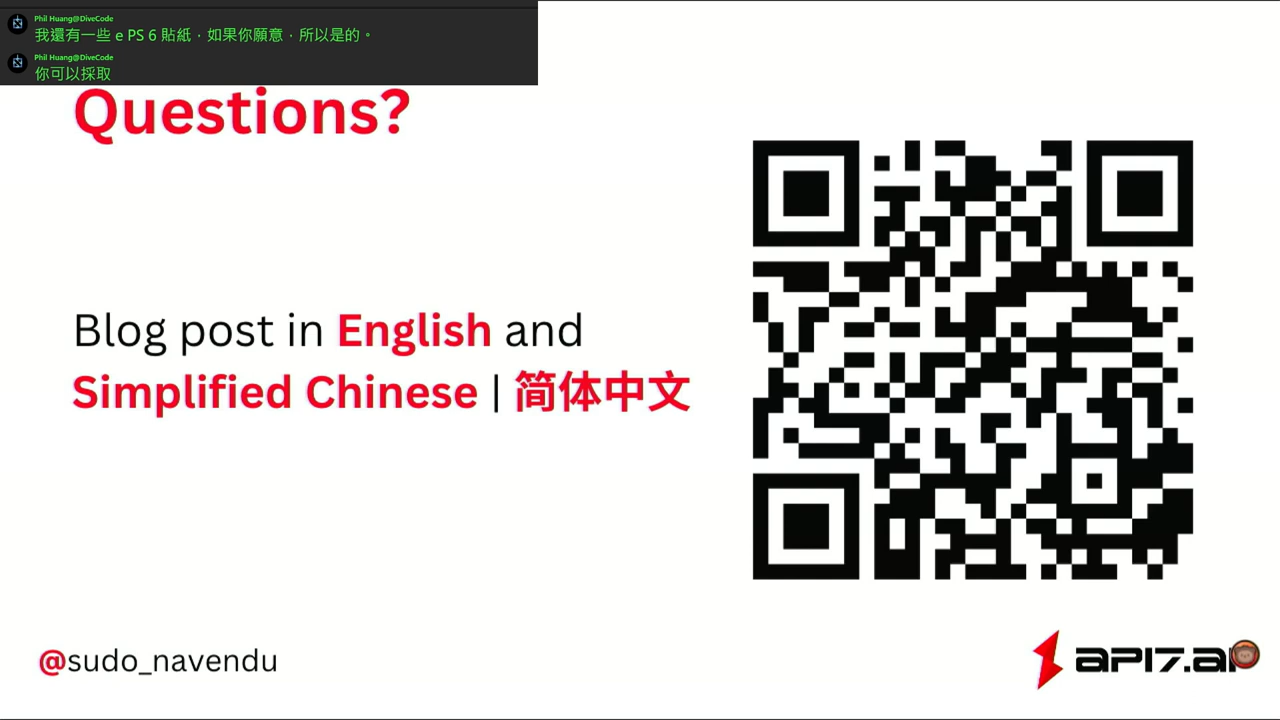 Phil Huang@DiveCode
我還有一些 e PS 6 貼紙，如果你願意，所以是的。
Phil Huang@DiveCode
你可以採取
Questions?
Blog post in English and
Simplified Chinese | 简体中文
@sudo_navendu
API7.ai